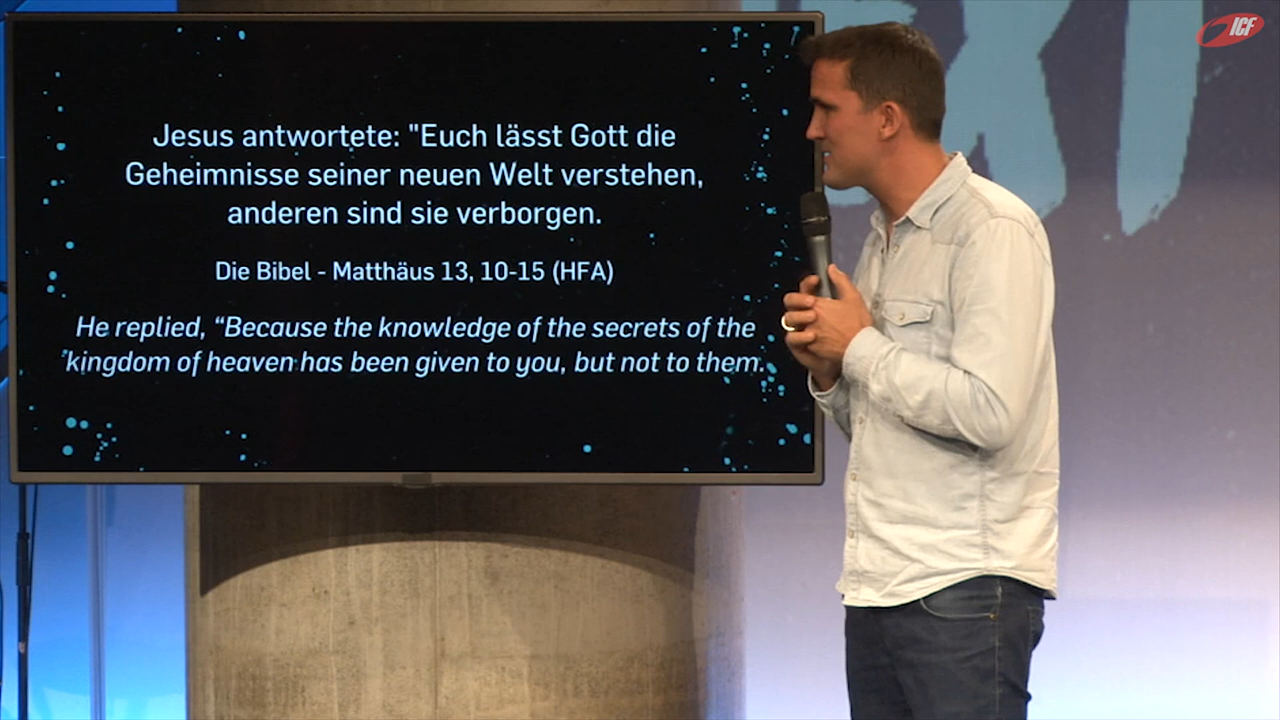 ICF
Jesus antwortete: "Euch lässt Gott die
Geheimnisse seiner neuen Welt verstehen,
anderen sind sie verborgen.
Die Bibel - Matthäus 13, 10-15 (HFA)
He replied, “Because the knowledge of the secrets of the
kingdom of heaven has been given to you, but not to them.